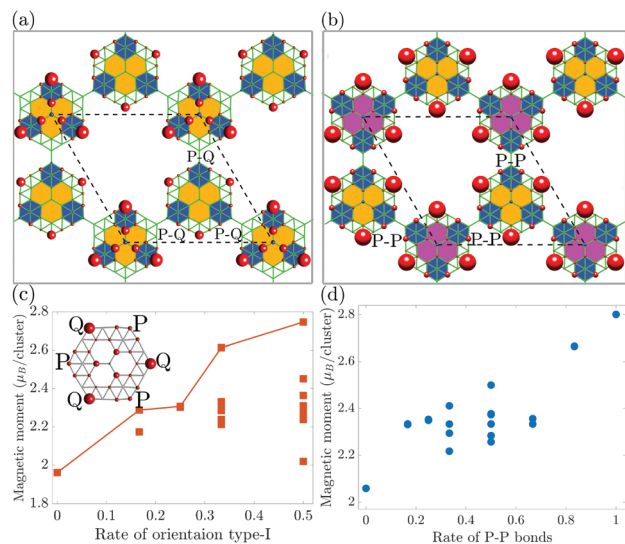 (a)
(b)
P-Q
P-Q
P-Q
P-P
P-P
P-P
(c)
Magnetic moment (μB/cluster)
2.8
2.6
2.4
2.2
2
1.8
0
0.1
0.2
0.3
0.4
0.5
Rate of orientaion type-I
Q
P
P
Q
Q
P
(d)
Magnetic moment (μB/cluster)
2.8
2.6
2.4
2.2
2
0
0.2
0.4
0.6
0.8
1
Rate of P-P bonds